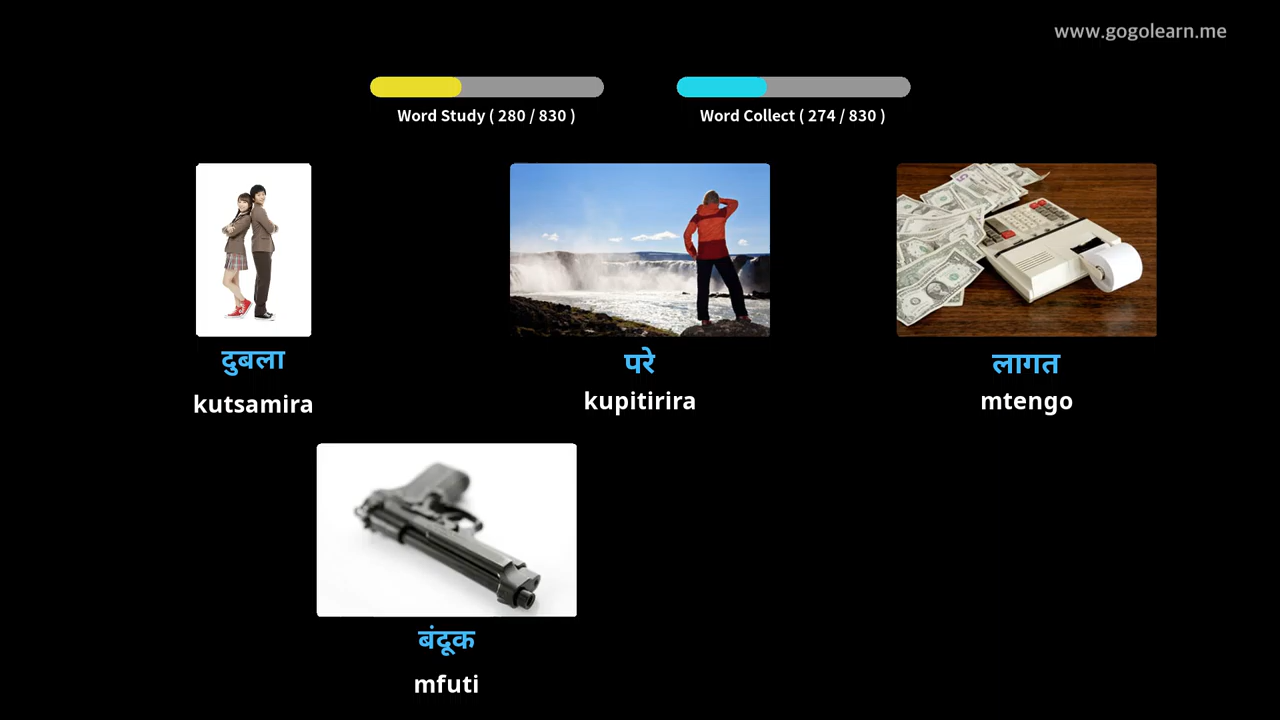 www.gogolearn.me
Word Study ( 280 / 830 )
Word Collect ( 274 / 830 )
दुबला
kutsamira
परे
kupitirira
लागत
mtengo
बंदूक
mfuti